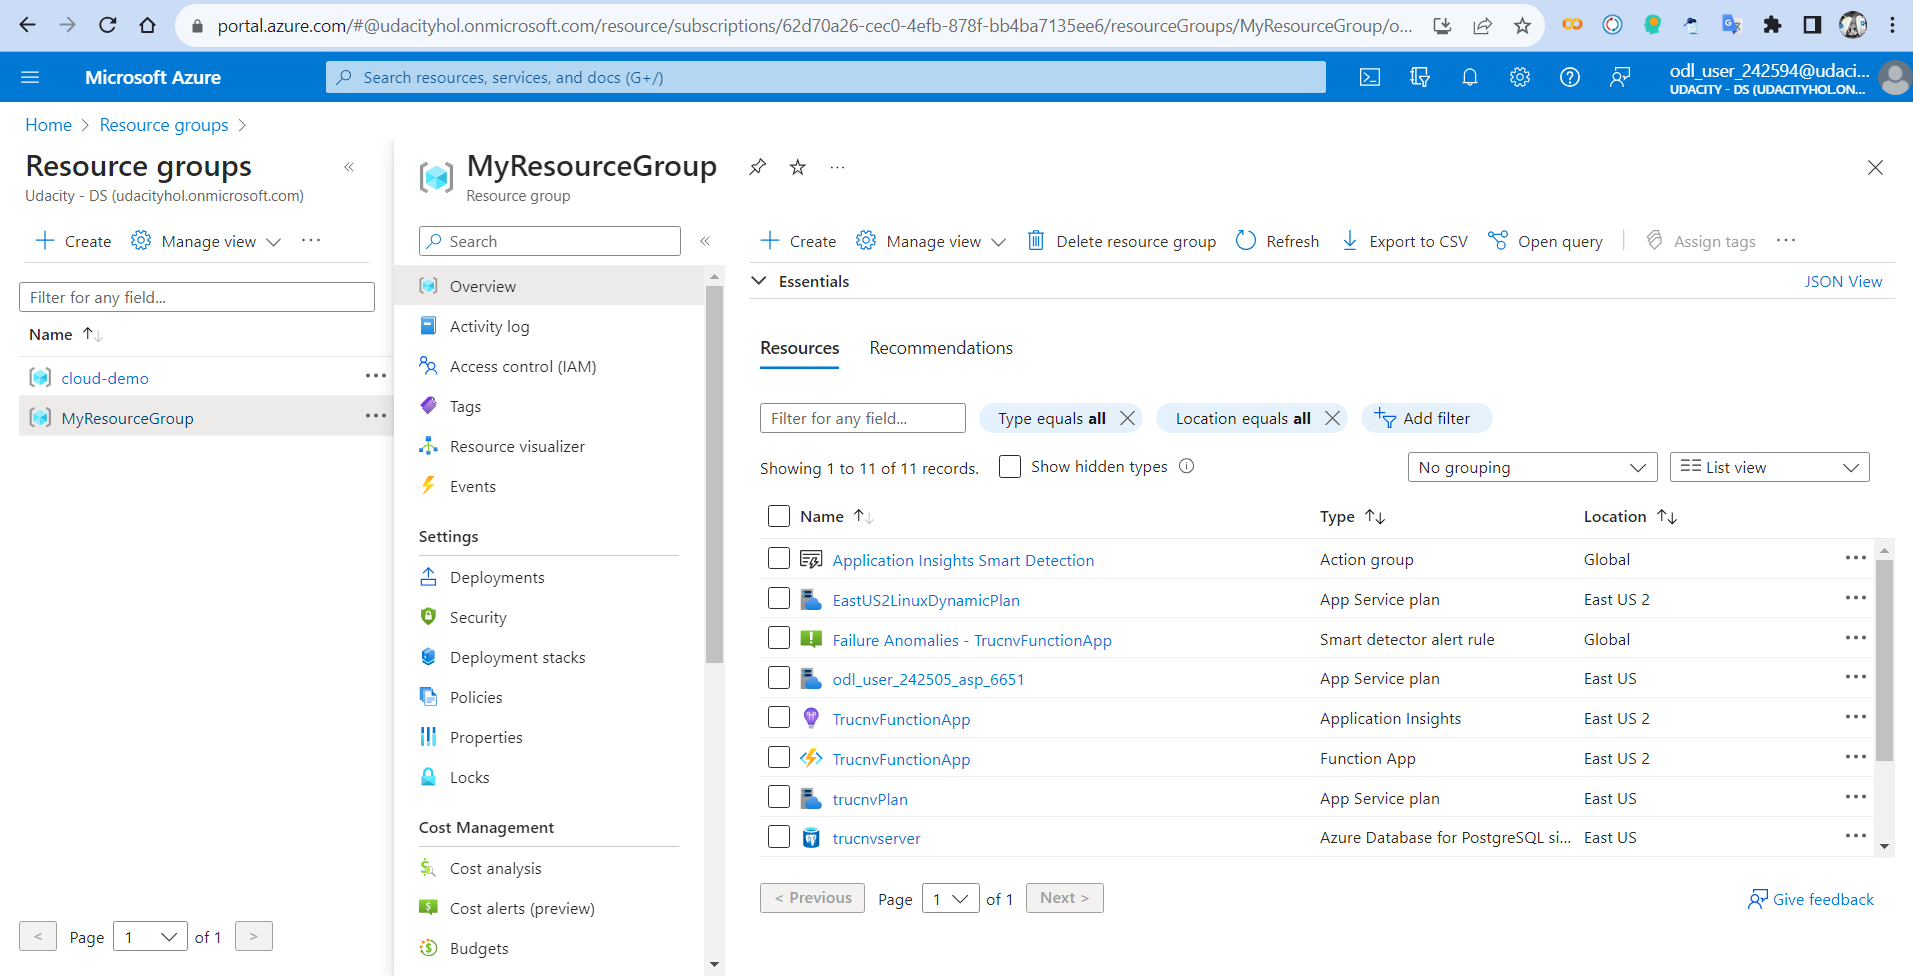 portal.azure.com/#@udacityhol.onmicrosoft.com/resource/subscriptions/62d70a26-cec0-4efb-878f-bb4ba7135ee6/resourceGroups/MyResourceGroup/o...
Microsoft Azure
Search resources, services, and docs (G+/)
odl_user_242594@udaci...
UDACITY - DS (UDACITYHOL.ON...
Home > Resource groups >
Resource groups
Udacity - DS (udacityhol.onmicrosoft.com)
Create Manage view ...
Filter for any field...
Name
cloud-demo
MyResourceGroup
< Page 1 of 1 >
MyResourceGroup
Resource group
Search
Overview
Activity log
Access control (IAM)
Tags
Resource visualizer
Events
Settings
Deployments
Security
Deployment stacks
Policies
Properties
Locks
Cost Management
Cost analysis
Cost alerts (preview)
Budgets
Create Manage view Delete resource group Refresh Export to CSV Open query Assign tags ...
Essentials JSON View
Resources Recommendations
Filter for any field... Type equals all Location equals all Add filter
Showing 1 to 11 of 11 records. Show hidden types No grouping List view
Name Type Location
Application Insights Smart Detection Action group Global
EastUS2LinuxDynamicPlan App Service plan East US 2
Failure Anomalies - TrucnvFunctionApp Smart detector alert rule Global
odl_user_242505_asp_6651 App Service plan East US
TrucnvFunctionApp Application Insights East US 2
TrucnvFunctionApp Function App East US 2
trucnvPlan App Service plan East US
trucnvserver Azure Database for PostgreSQL si... East US
< Previous Page 1 of 1 Next > Give feedback